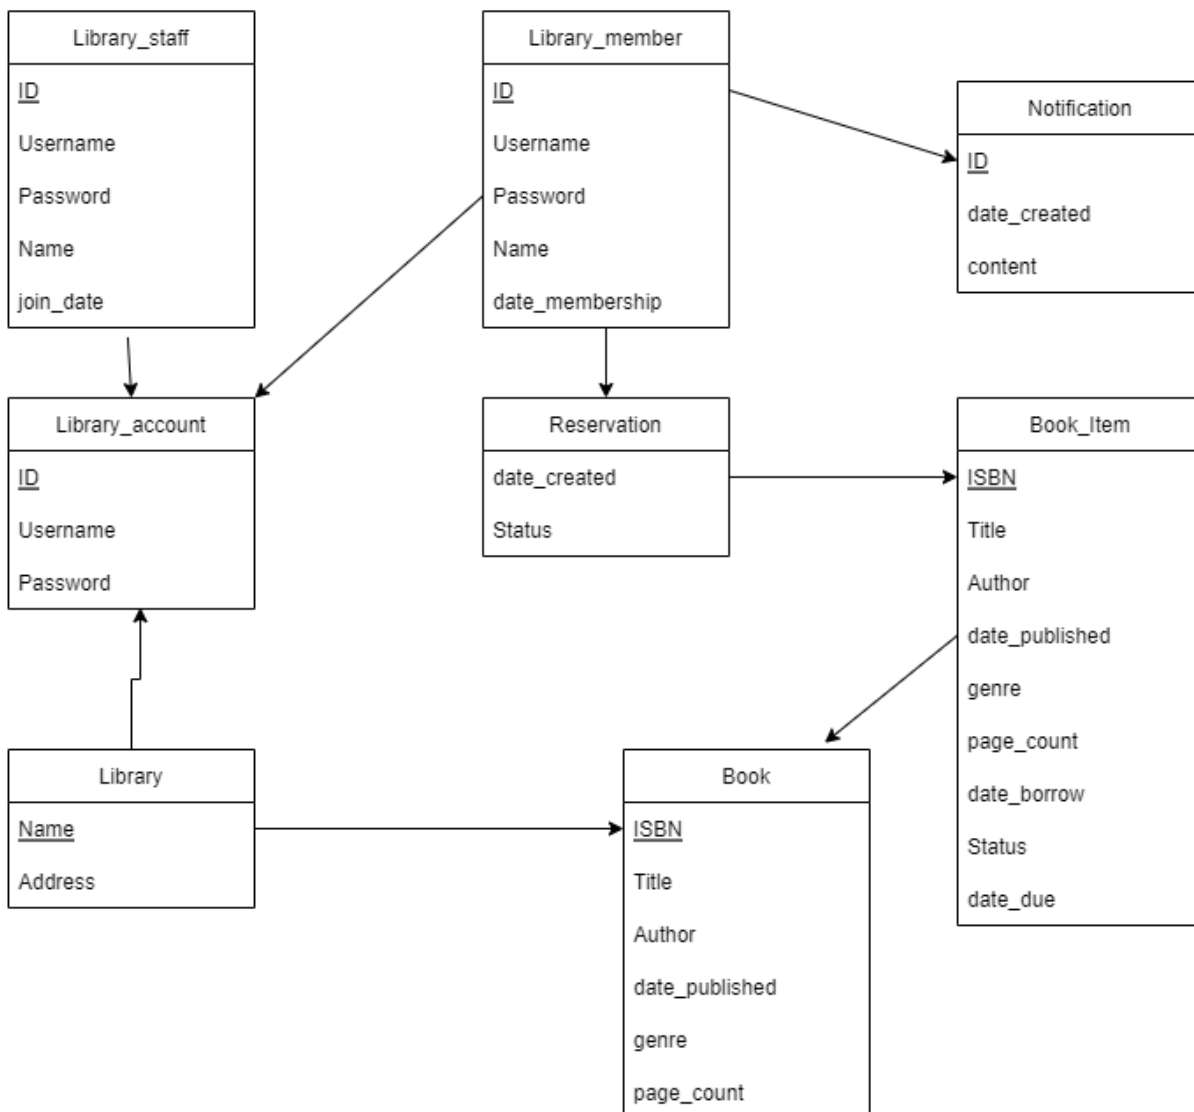 Library_staff
ID
Username
Password
Name
join_date
Library_member
ID
Username
Password
Name
date_membership
Notification
ID
date_created
content
Library_account
ID
Username
Password
Reservation
date_created
Status
Book_Item
ISBN
Title
Author
date_published
genre
page_count
date_borrow
Status
date_due
Library
Name
Address
Book
ISBN
Title
Author
date_published
genre
page_count